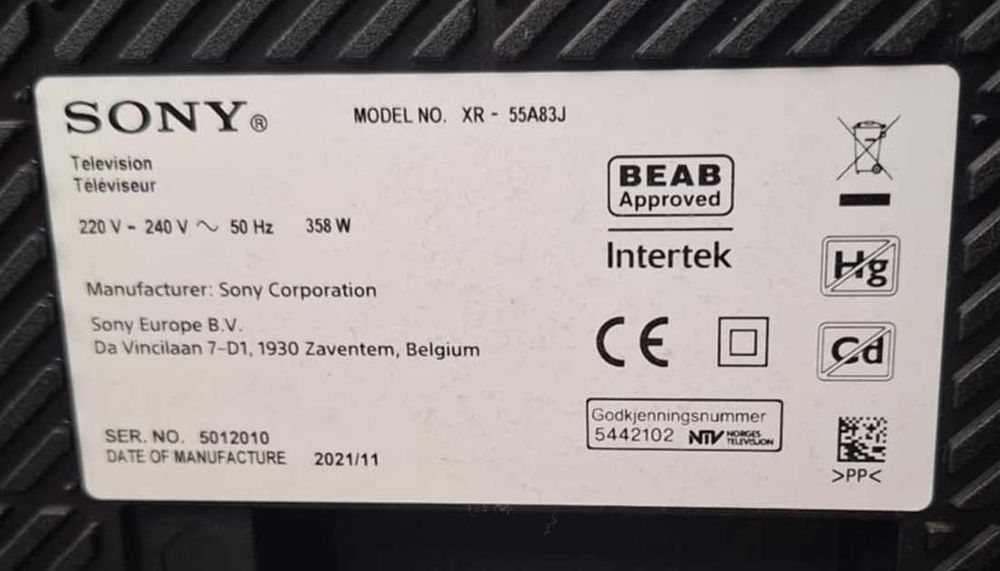 SONY®
MODEL NO. XR - 55A83J
Television
Téléviseur
220 V - 240 V ~ 50 Hz 358 W
BEAB
Approved
Intertek
Manufacturer: Sony Corporation
Sony Europe B.V.
Da Vincilaan 7-D1, 1930 Zaventem, Belgium
Hg
CE
Cd
Godkjenningsnummer
5442102 NTV NORGES TELEVISJON
SER. NO. 5012010
DATE OF MANUFACTURE 2021/11
>PP<